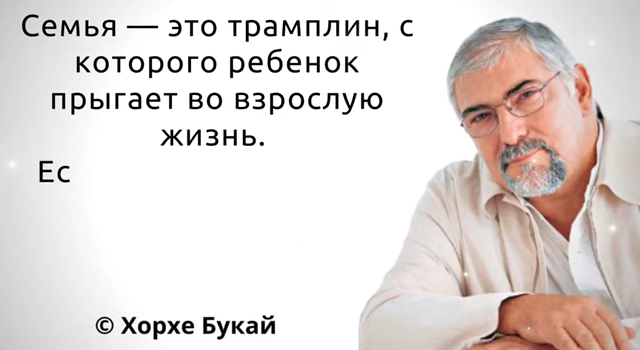 Семья — это трамплин, с
которого ребенок
прыгает во взрослую
жизнь.
Ес
© Хорхе Букай